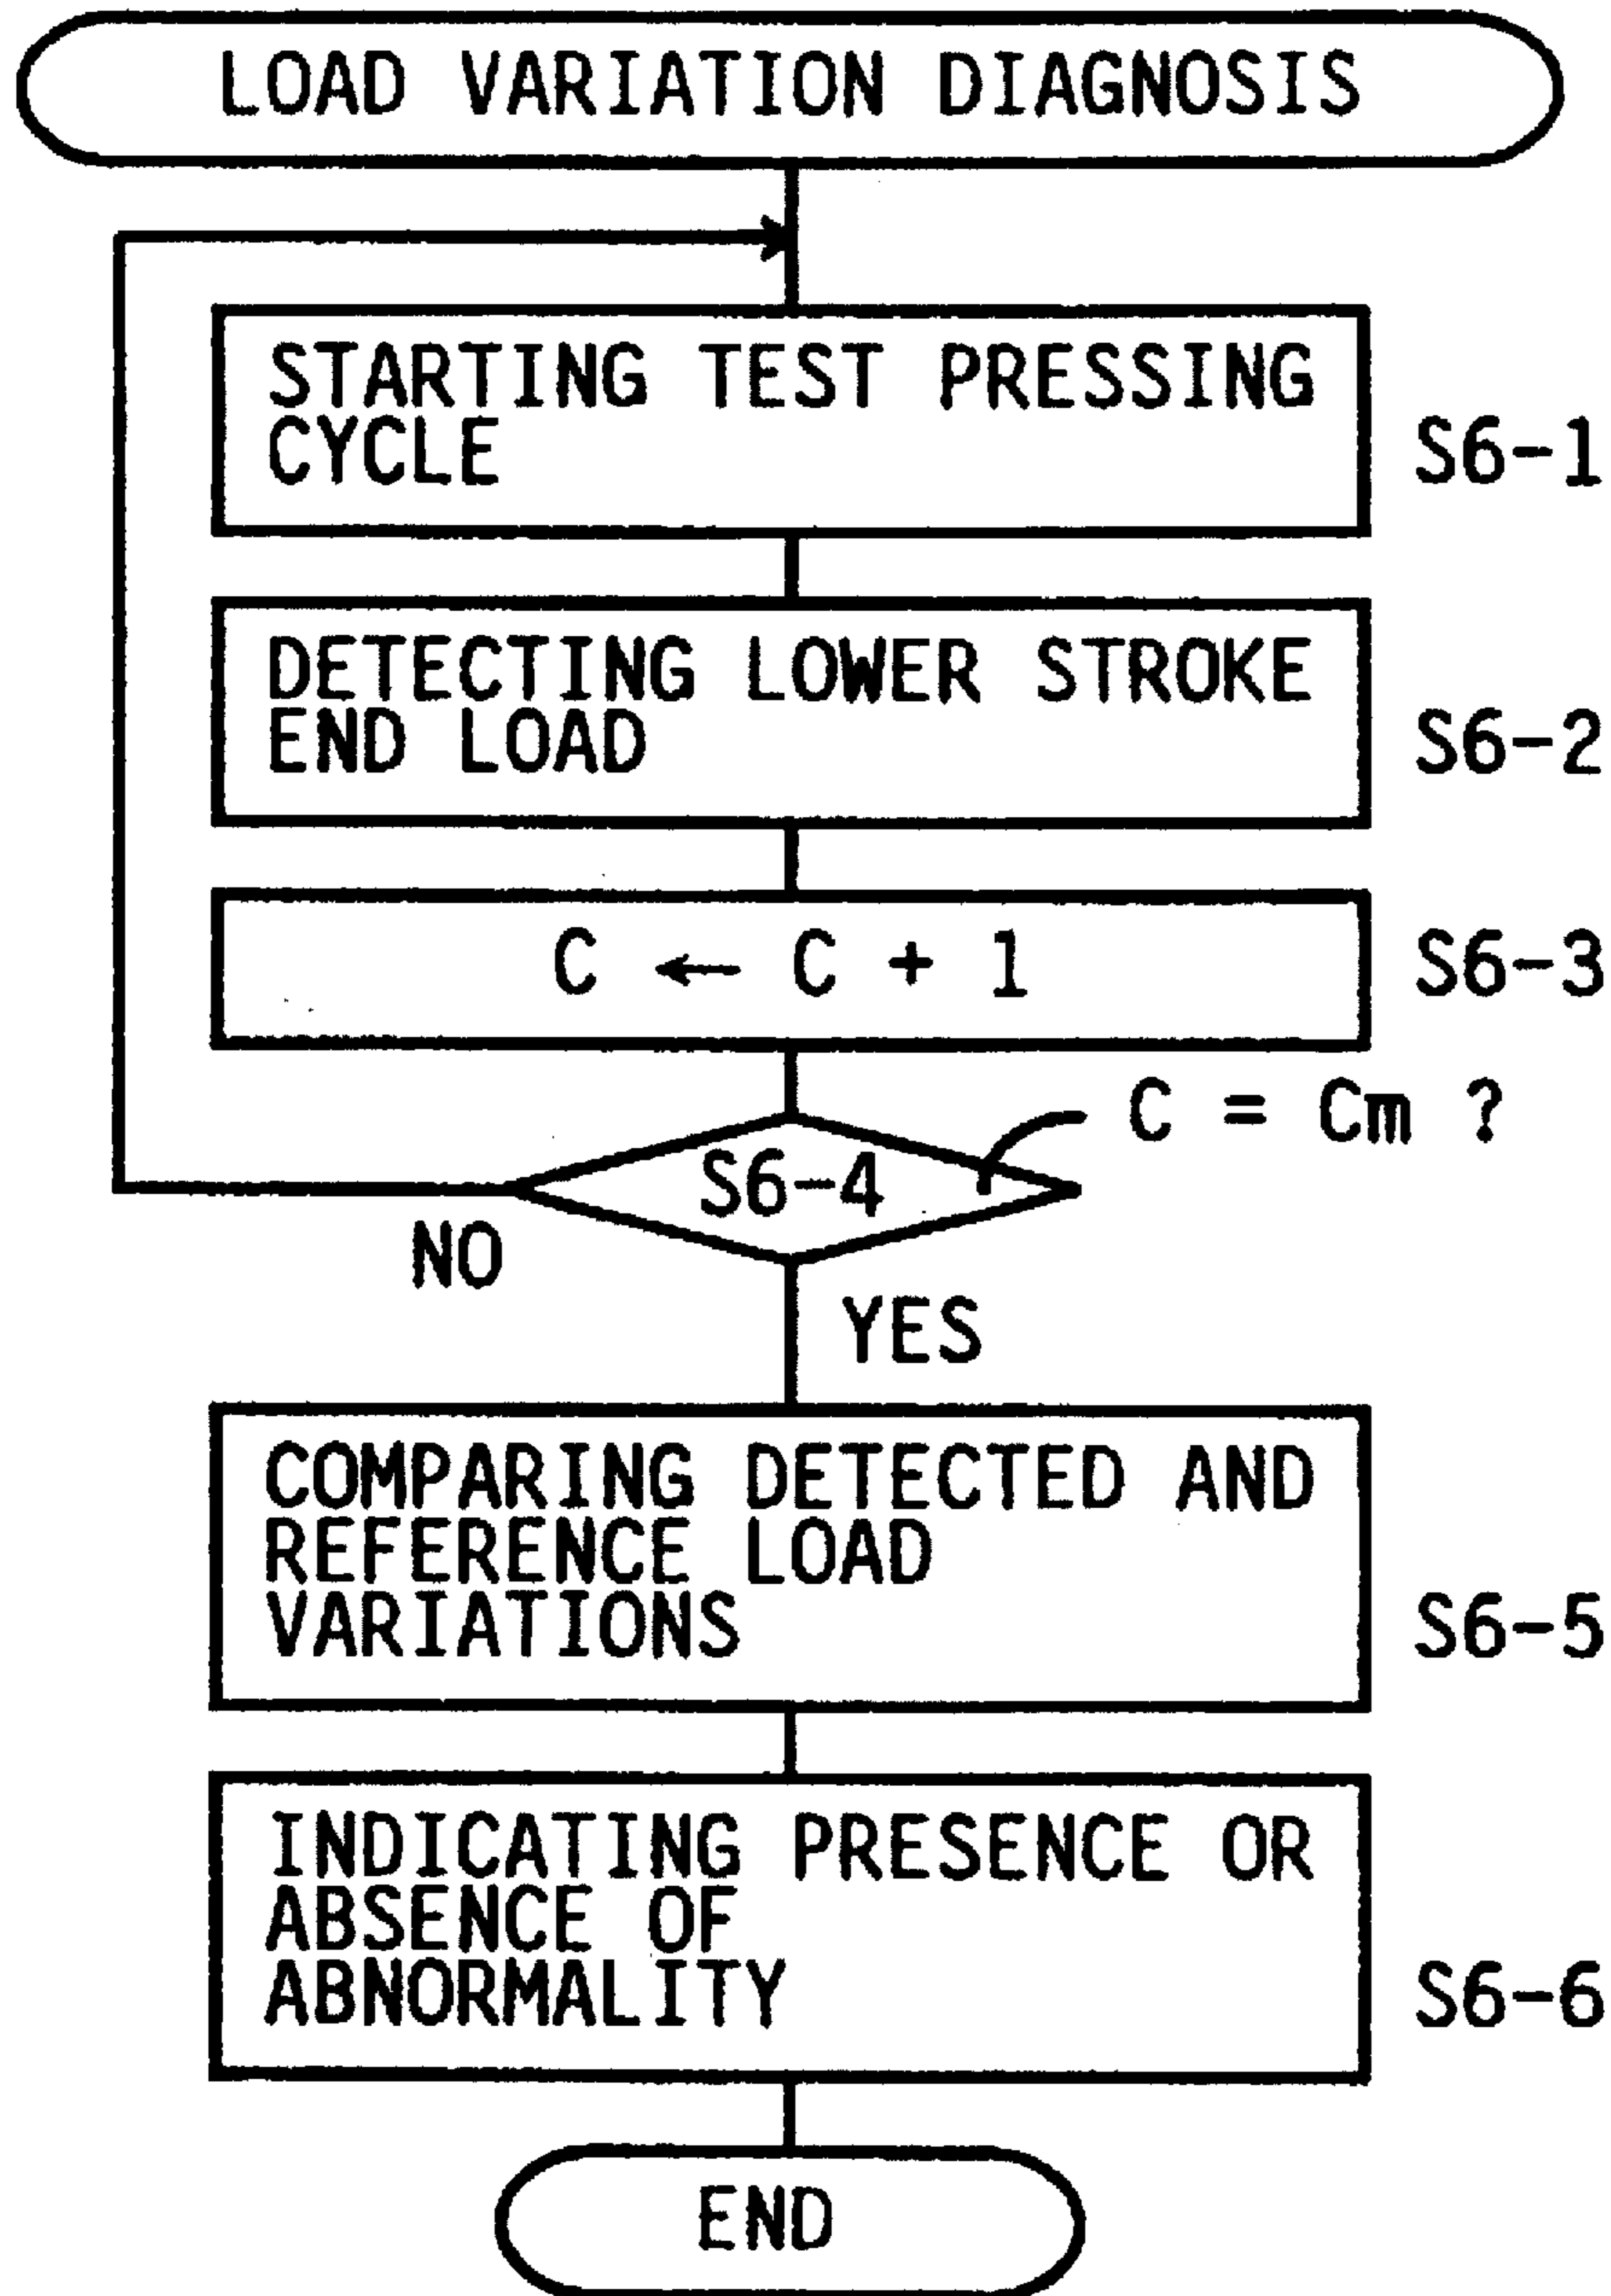 LOAD VARIATION DIAGNOSIS
STARTING TEST PRESSING
CYCLE
S6-1
DETECTING LOWER STROKE
END LOAD
S6-2
C ← C + 1
S6-3
C = Cm ?
S6-4
NO
YES
COMPARING DETECTED AND
REFERENCE LOAD
VARIATIONS
S6-5
INDICATING PRESENCE OR
ABSENCE OF
ABNORMALITY
S6-6
END